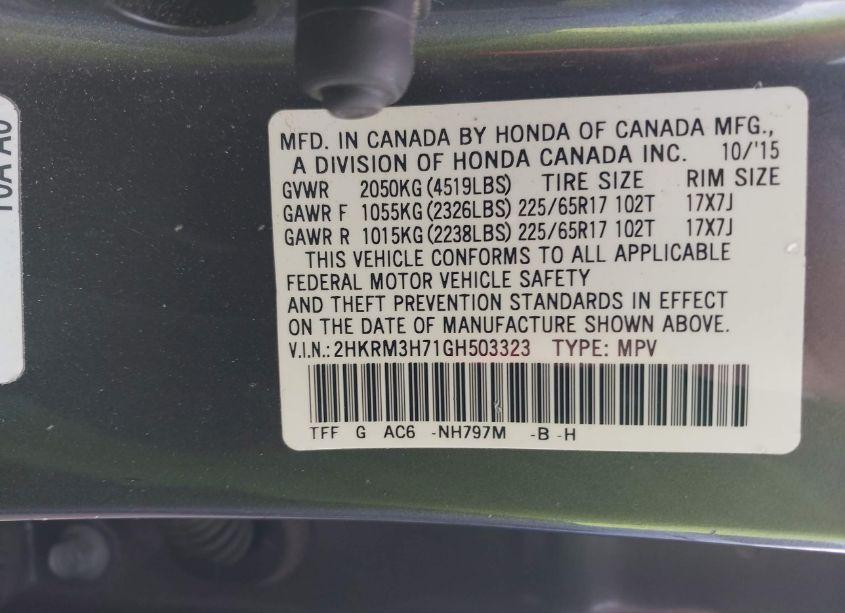 MFD. IN CANADA BY HONDA OF CANADA MFG.,
A DIVISION OF HONDA CANADA INC. 10/'15
GVWR 2050KG (4519LBS) TIRE SIZE RIM SIZE
GAWR F 1055KG (2326LBS) 225/65R17 102T 17X7J
GAWR R 1015KG (2238LBS) 225/65R17 102T 17X7J
THIS VEHICLE CONFORMS TO ALL APPLICABLE
FEDERAL MOTOR VEHICLE SAFETY
AND THEFT PREVENTION STANDARDS IN EFFECT
ON THE DATE OF MANUFACTURE SHOWN ABOVE.
V.I.N.: 2HKRM3H71GH503323 TYPE: MPV
TFF G AC6 -NH797M -B -H